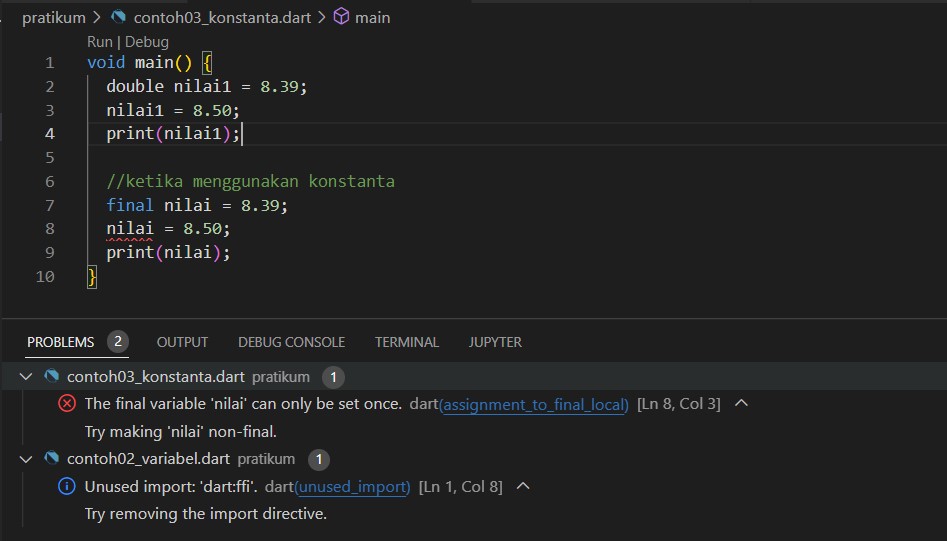 pratikum > contoh03_konstanta.dart > main
Run | Debug
1 void main() {
2 double nilai1 = 8.39;
3 nilai1 = 8.50;
4 print(nilai1);
5
6 //ketika menggunakan konstanta
7 final nilai = 8.39;
8 nilai = 8.50;
9 print(nilai);
10 }
PROBLEMS 2 OUTPUT DEBUG CONSOLE TERMINAL JUPYTER
contoh03_konstanta.dart pratikum 1
The final variable 'nilai' can only be set once. dart(assignment_to_final_local) [Ln 8, Col 3]
Try making 'nilai' non-final.
contoh02_variabel.dart pratikum 1
Unused import: 'dart:ffi'. dart(unused_import) [Ln 1, Col 8]
Try removing the import directive.